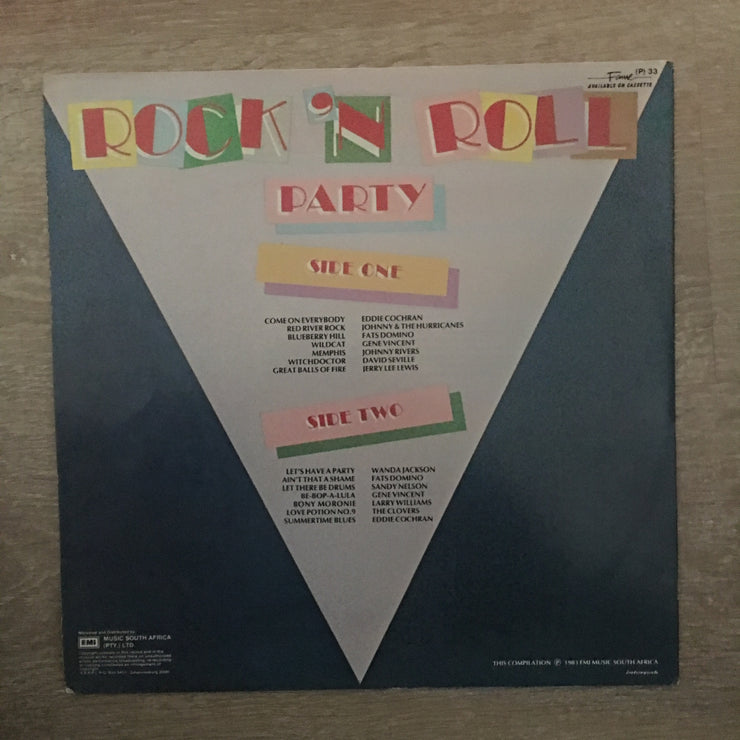 Fame (P) 33
AVAILABLE ON CASSETTE
ROCK 'N ROLL
PARTY
SIDE ONE
COME ON EVERYBODY EDDIE COCHRAN
RED RIVER ROCK JOHNNY & THE HURRICANES
BLUEBERRY HILL FATS DOMINO
WILDCAT GENE VINCENT
MEMPHIS JOHNNY RIVERS
WITCHDOCTOR DAVID SEVILLE
GREAT BALLS OF FIRE JERRY LEE LEWIS
SIDE TWO
LET'S HAVE A PARTY WANDA JACKSON
AIN'T THAT A SHAME FATS DOMINO
LET THERE BE DRUMS SANDY NELSON
BE-BOP-A-LULA GENE VINCENT
BONY MORONIE LARRY WILLIAMS
LOVE POTION NO.9 THE CLOVERS
SUMMERTIME BLUES EDDIE COCHRAN
EMI
MUSIC SOUTH AFRICA
(PTY.) LTD
THIS COMPILATION Ⓟ 1983 EMI MUSIC SOUTH AFRICA